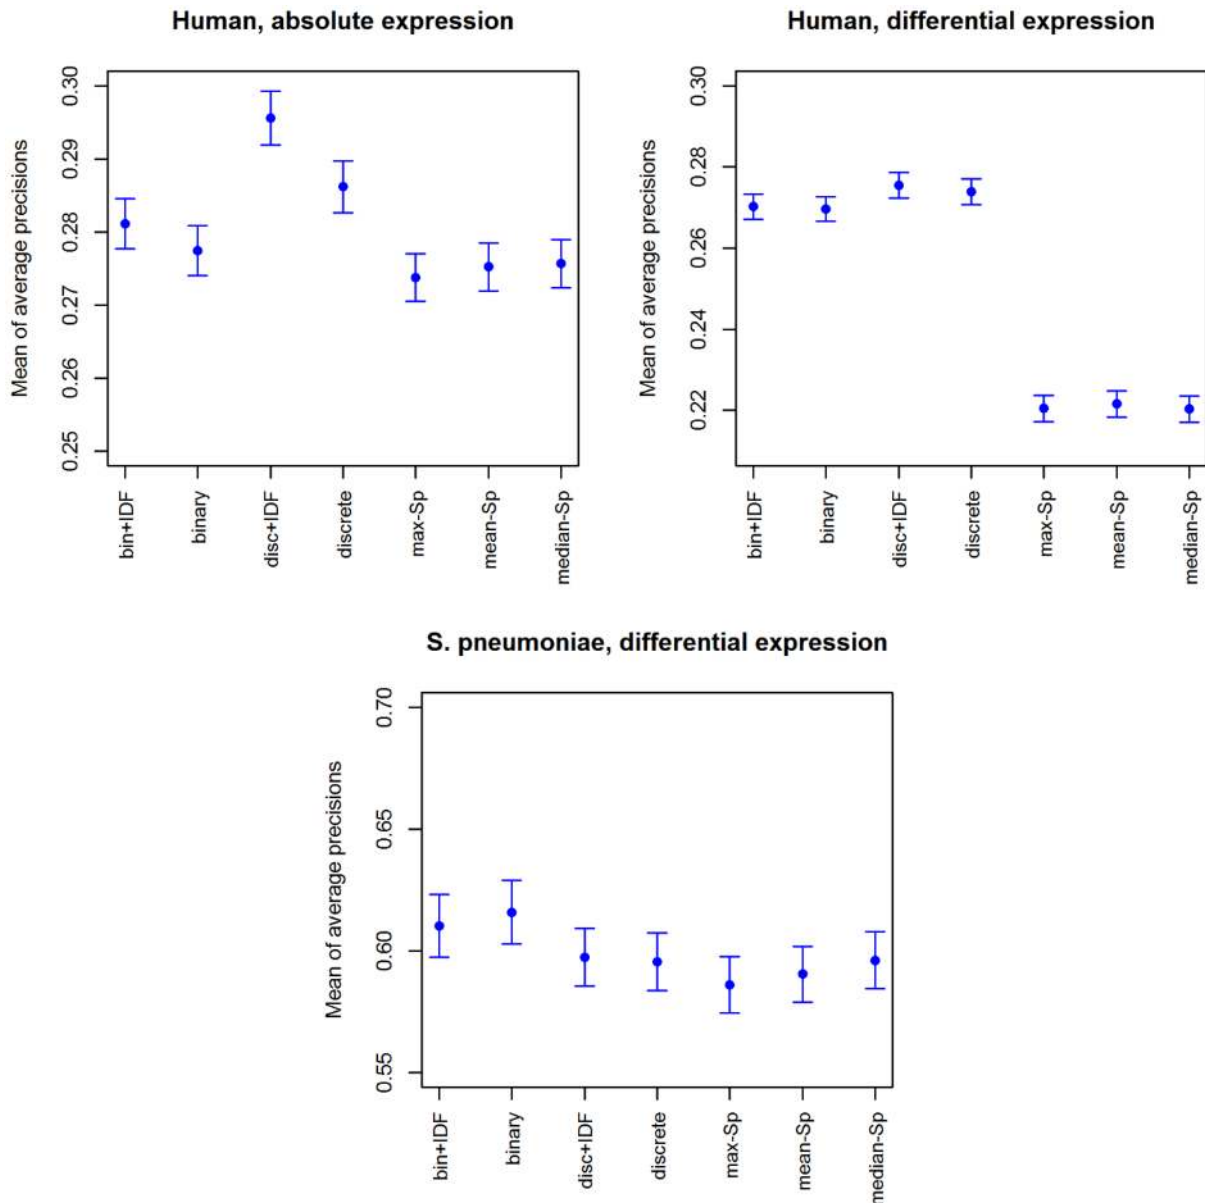 Human, absolute expression
Mean of average precisions
0.30
0.29
0.28
0.27
0.26
0.25
bin+IDF
binary
disc+IDF
discrete
max-Sp
mean-Sp
median-Sp
Human, differential expression
Mean of average precisions
0.30
0.28
0.26
0.24
0.22
bin+IDF
binary
disc+IDF
discrete
max-Sp
mean-Sp
median-Sp
S. pneumoniae, differential expression
Mean of average precisions
0.70
0.65
0.60
0.55
bin+IDF
binary
disc+IDF
discrete
max-Sp
mean-Sp
median-Sp